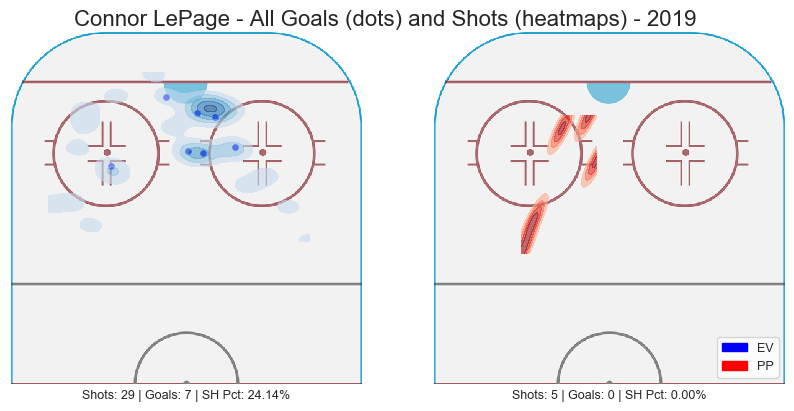 Connor LePage - All Goals (dots) and Shots (heatmaps) - 2019
EV
PP
Shots: 29 | Goals: 7 | SH Pct: 24.14%
Shots: 5 | Goals: 0 | SH Pct: 0.00%